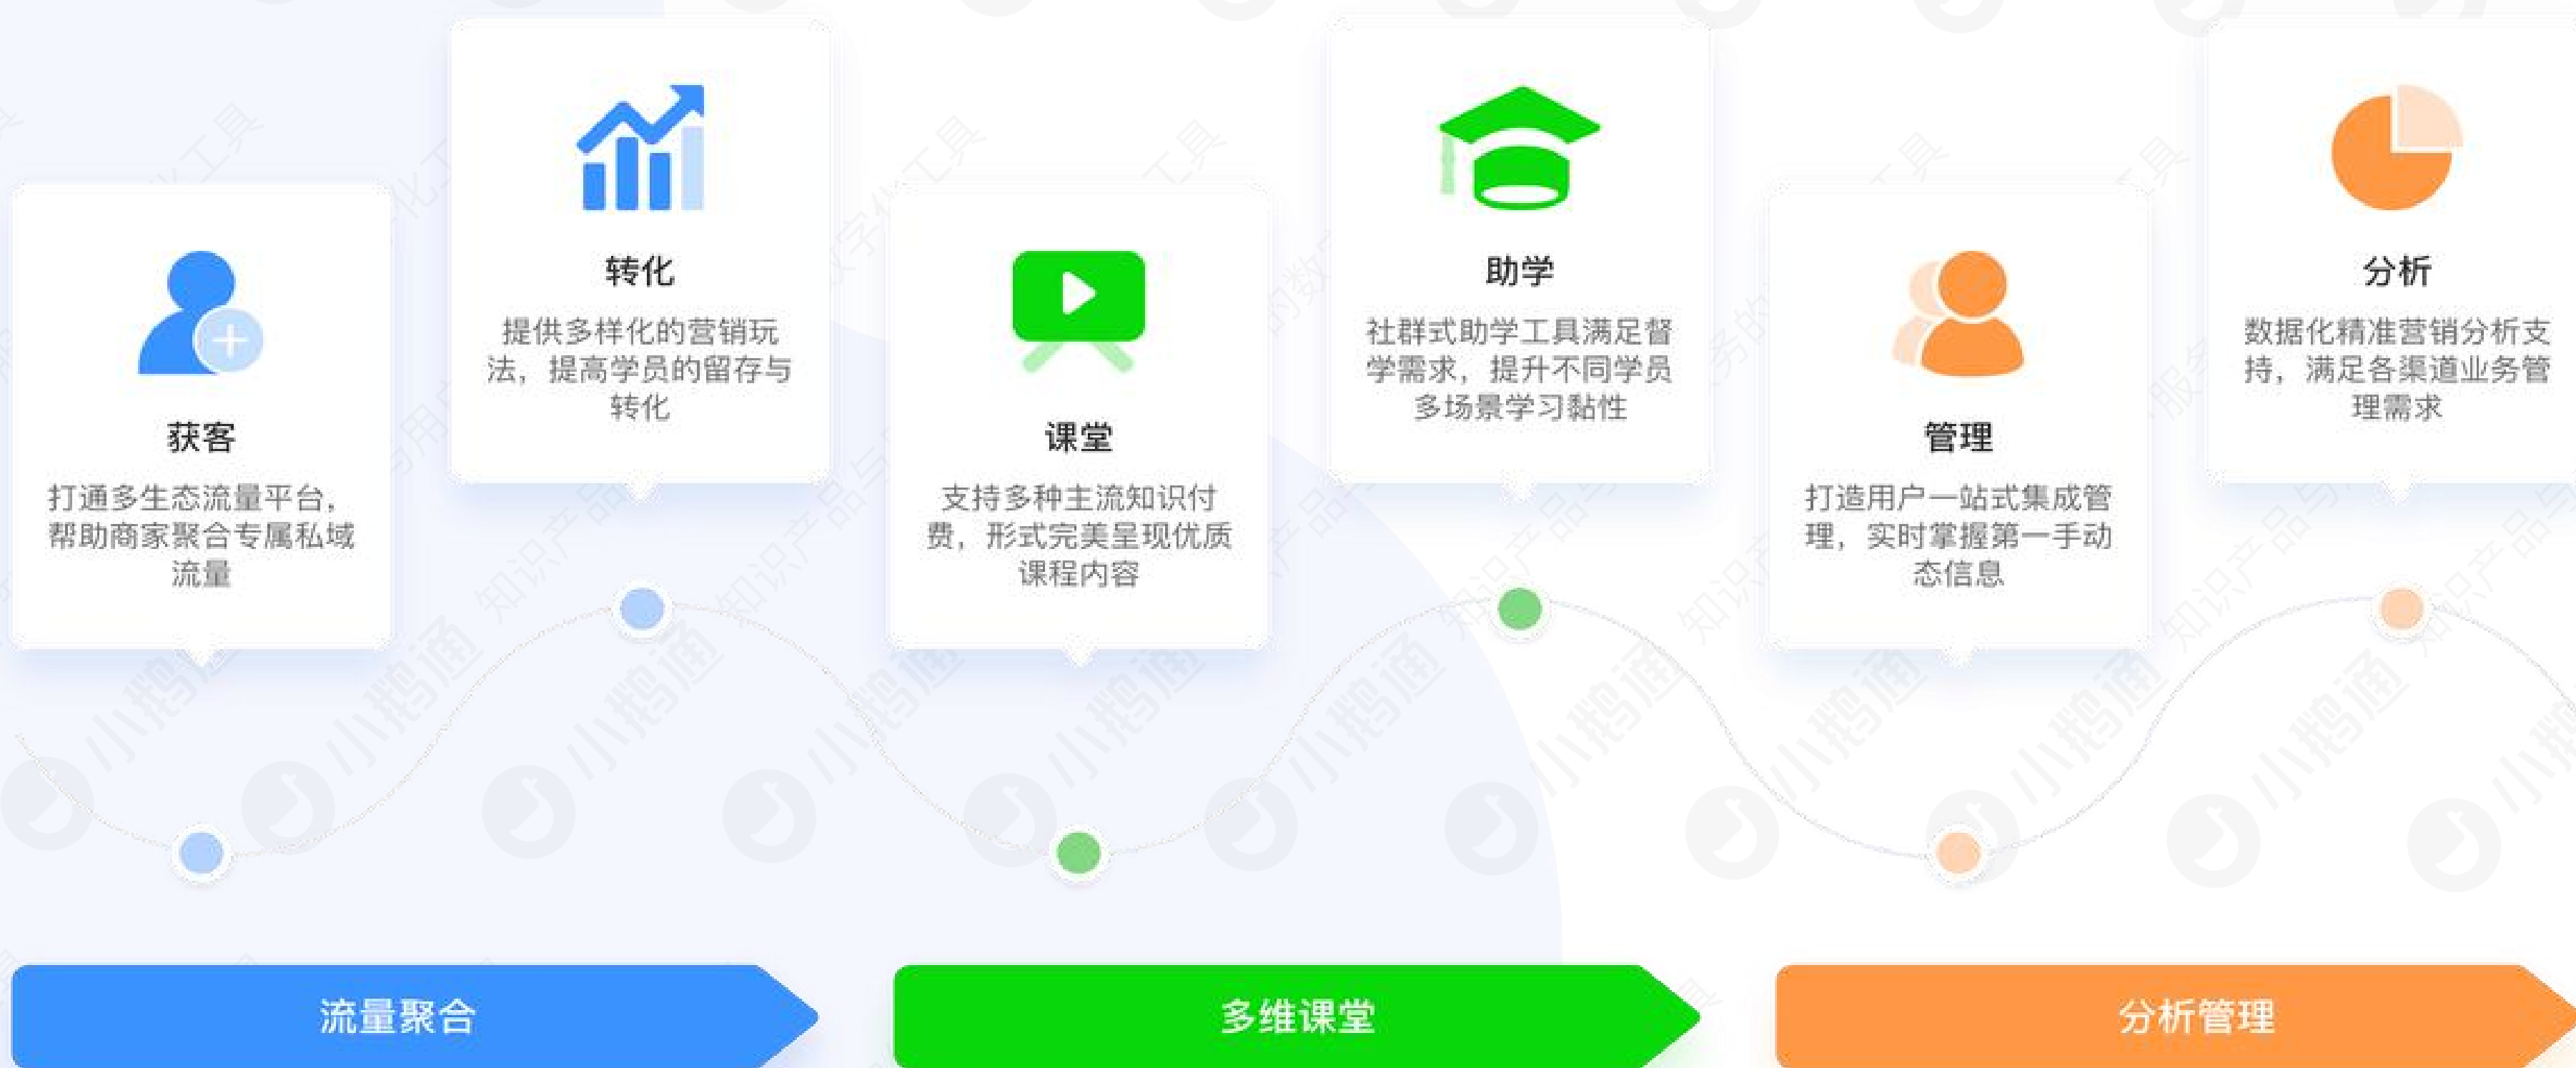 获客
打通多生态流量平台，
帮助商家聚合专属私域
流量
转化
提供多样化的营销玩
法，提高学员的留存与
转化
课堂
支持多种主流知识付
费，形式完美呈现优质
课程内容
助学
社群式助学工具满足督
学需求，提升不同学员
多场景学习黏性
管理
打造用户一站式集成管
理，实时掌握第一手动
态信息
分析
数据化精准营销分析支
持，满足各渠道业务管
理需求
流量聚合
多维课堂
分析管理
小鹅通
知识产品与